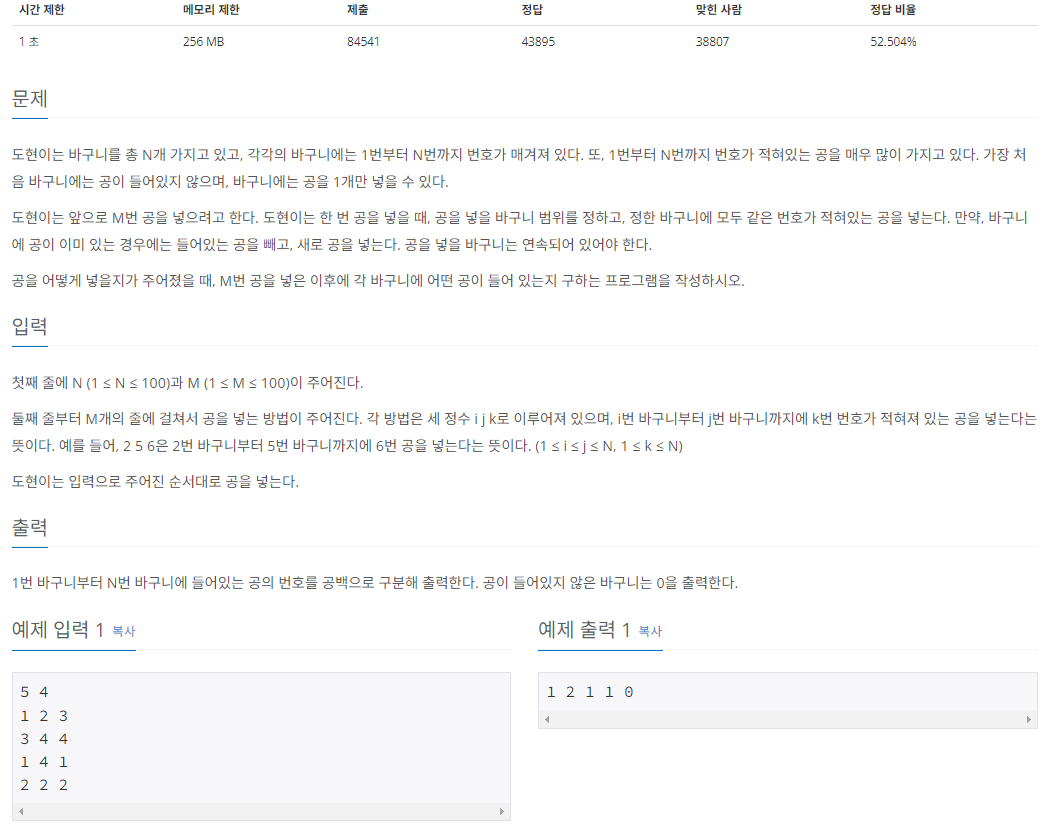 시간 제한 메모리 제한 제출 정답 맞힌 사람 정답 비율
1 초 256 MB 84541 43895 38807 52.504%
문제
도현이는 바구니를 총 N개 가지고 있고, 각각의 바구니에는 1번부터 N번까지 번호가 매겨져 있다. 또, 1번부터 N번까지 번호가 적혀있는 공을 매우 많이 가지고 있다. 가장 처
음 바구니에는 공이 들어있지 않으며, 바구니에는 공을 1개만 넣을 수 있다.
도현이는 앞으로 M번 공을 넣으려고 한다. 도현이는 한 번 공을 넣을 때, 공을 넣을 바구니 범위를 정하고, 정한 바구니에 모두 같은 번호가 적혀있는 공을 넣는다. 만약, 바구니
에 공이 이미 있는 경우에는 들어있는 공을 빼고, 새로 공을 넣는다. 공을 넣을 바구니는 연속되어 있어야 한다.
공을 어떻게 넣을지가 주어졌을 때, M번 공을 넣은 이후에 각 바구니에 어떤 공이 들어 있는지 구하는 프로그램을 작성하시오.
입력
첫째 줄에 N (1 ≤ N ≤ 100)과 M (1 ≤ M ≤ 100)이 주어진다.
둘째 줄부터 M개의 줄에 걸쳐서 공을 넣는 방법이 주어진다. 각 방법은 세 정수 i j k로 이루어져 있으며, i번 바구니부터 j번 바구니까지에 k번 번호가 적혀져 있는 공을 넣는다는
뜻이다. 예를 들어, 2 5 6은 2번 바구니부터 5번 바구니까지에 6번 공을 넣는다는 뜻이다. (1 ≤ i ≤ j ≤ N, 1 ≤ k ≤ N)
도현이는 입력으로 주어진 순서대로 공을 넣는다.
출력
1번 바구니부터 N번 바구니에 들어있는 공의 번호를 공백으로 구분해 출력한다. 공이 들어있지 않은 바구니는 0을 출력한다.
예제 입력 1 복사
5 4
1 2 3
3 4 4
1 4 1
2 2 2
예제 출력 1 복사
1 2 1 1 0